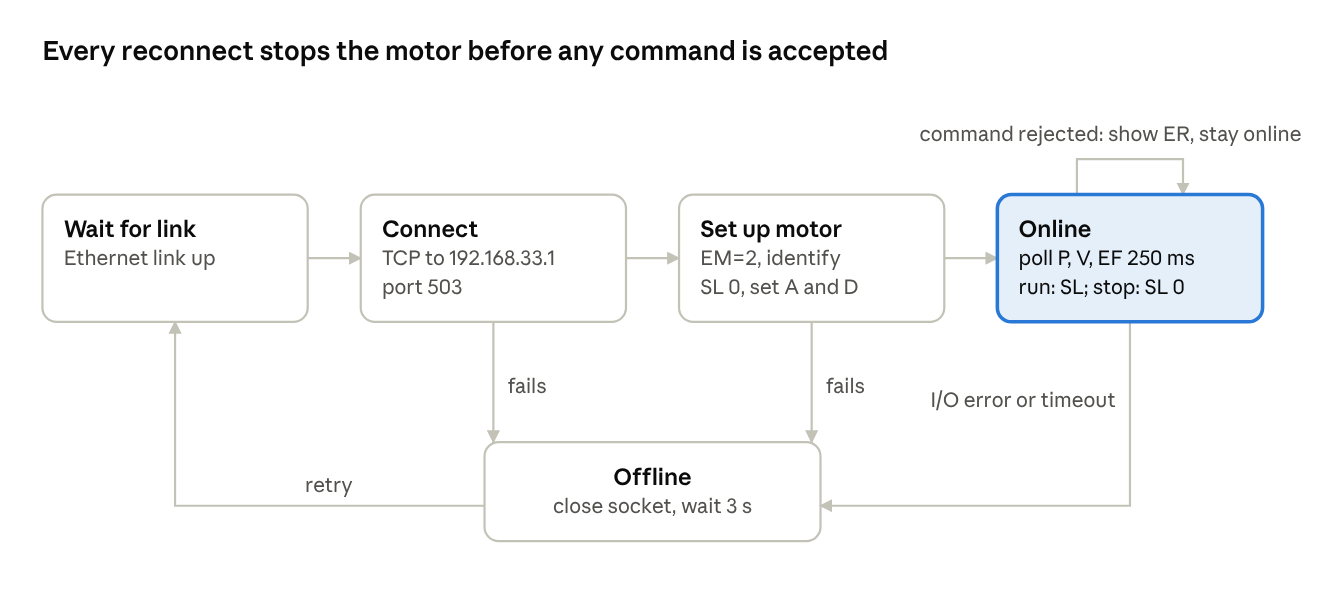 Every reconnect stops the motor before any command is accepted
command rejected: show ER, stay online
Wait for link
Ethernet link up
Connect
TCP to 192.168.33.1
port 503
Set up motor
EM=2, identify
SL 0, set A and D
Online
poll P, V, EF 250 ms
run: SL; stop: SL 0
fails
fails
I/O error or timeout
Offline
close socket, wait 3 s
retry